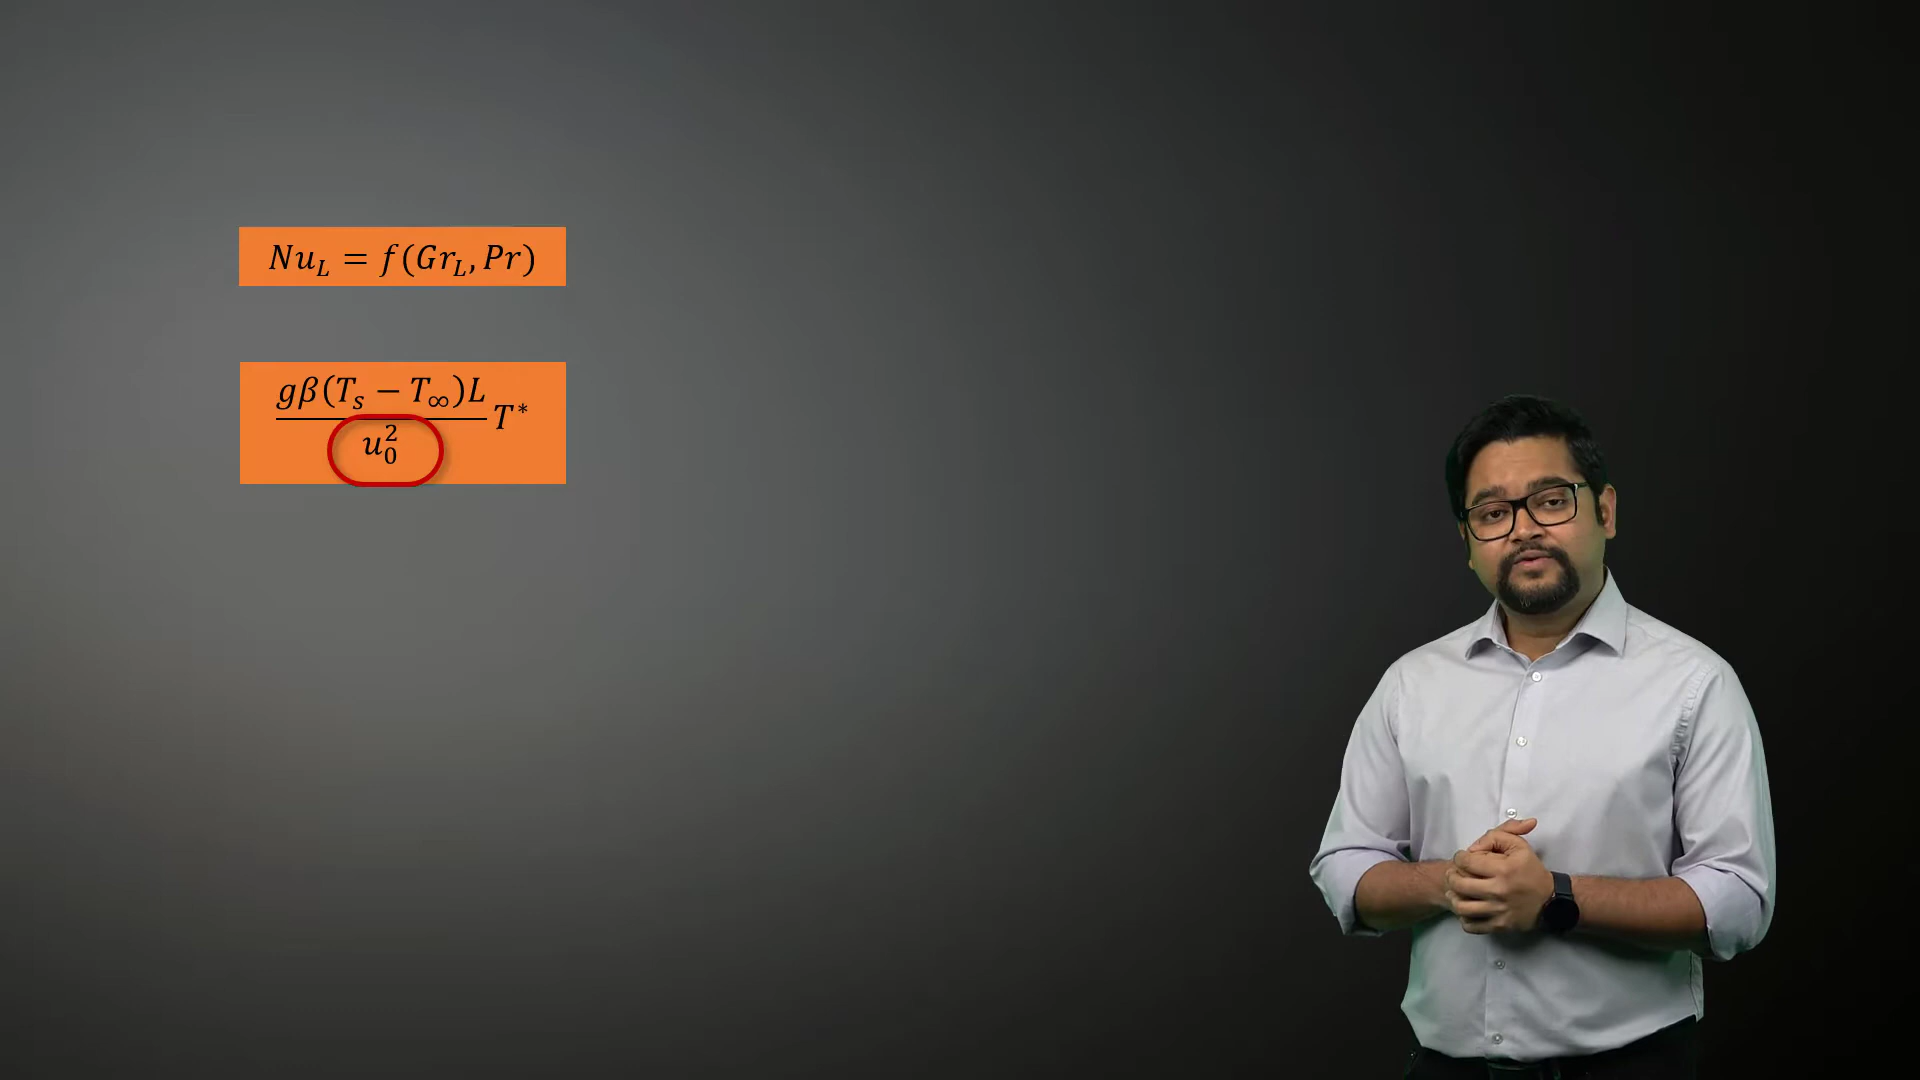 Nu_L = f(Gr_L, Pr)
gβ(T_s − T_∞)L
u_0^2
T*